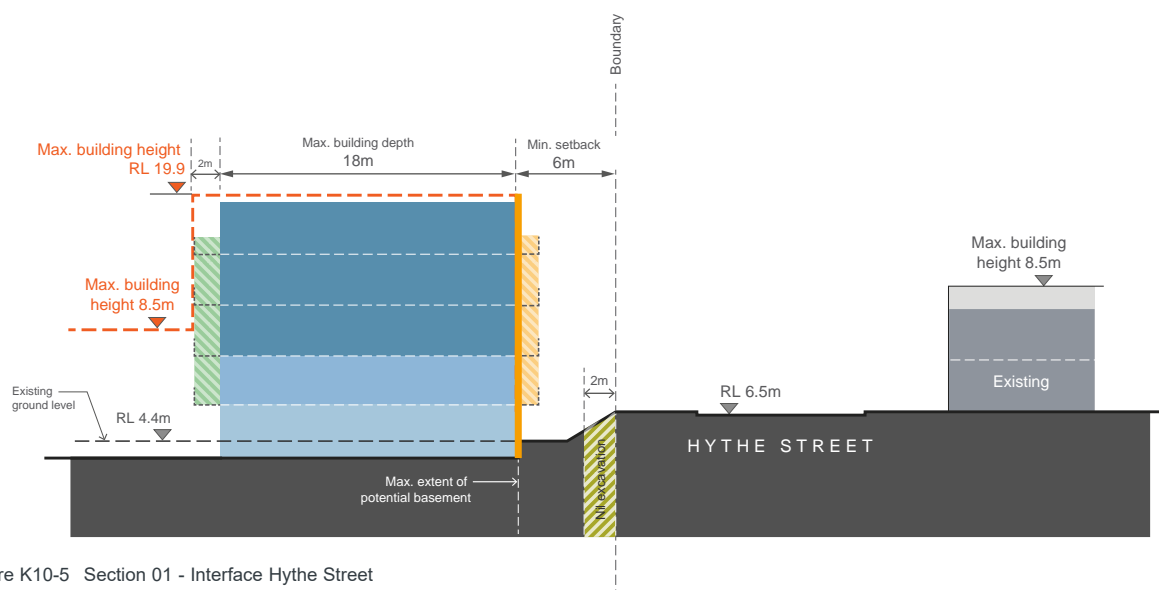 Boundary
Max. building height
RL 19.9
2m
Max. building depth
18m
Min. setback
6m
Max. building
height 8.5m
Max. building
height 8.5m
Existing
ground level
RL 4.4m
2m
RL 6.5m
Existing
HYTHE STREET
Max. extent of
potential basement
Nil excavation
re K10-5 Section 01 - Interface Hythe Street